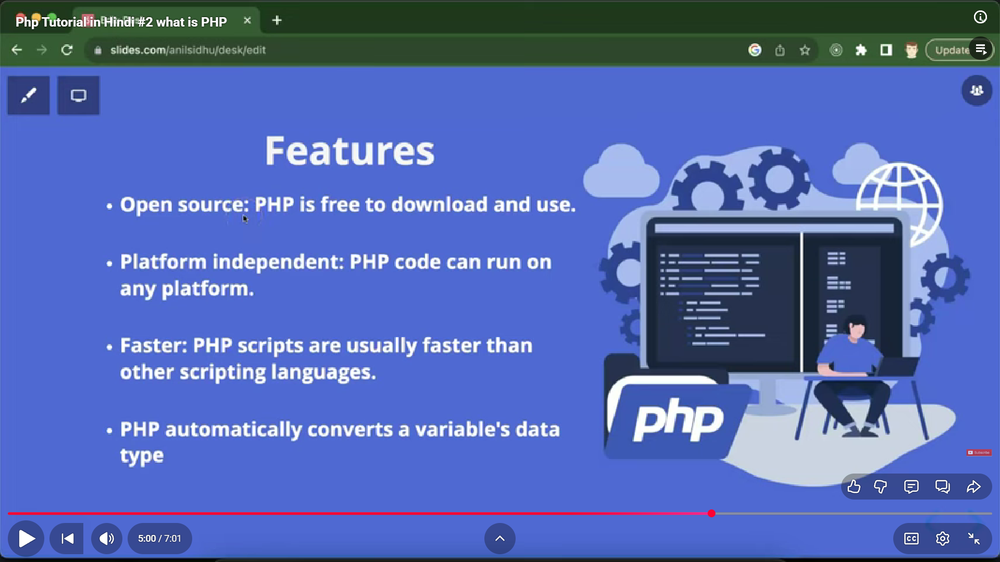 Php Tutorial in Hindi #2 what is PHP
slides.com/anilsidhu/desk/edit
Update
Features
• Open source: PHP is free to download and use.
• Platform independent: PHP code can run on
any platform.
• Faster: PHP scripts are usually faster than
other scripting languages.
• PHP automatically converts a variable's data
type
php
Subscribe
5:00 / 7:01
CC